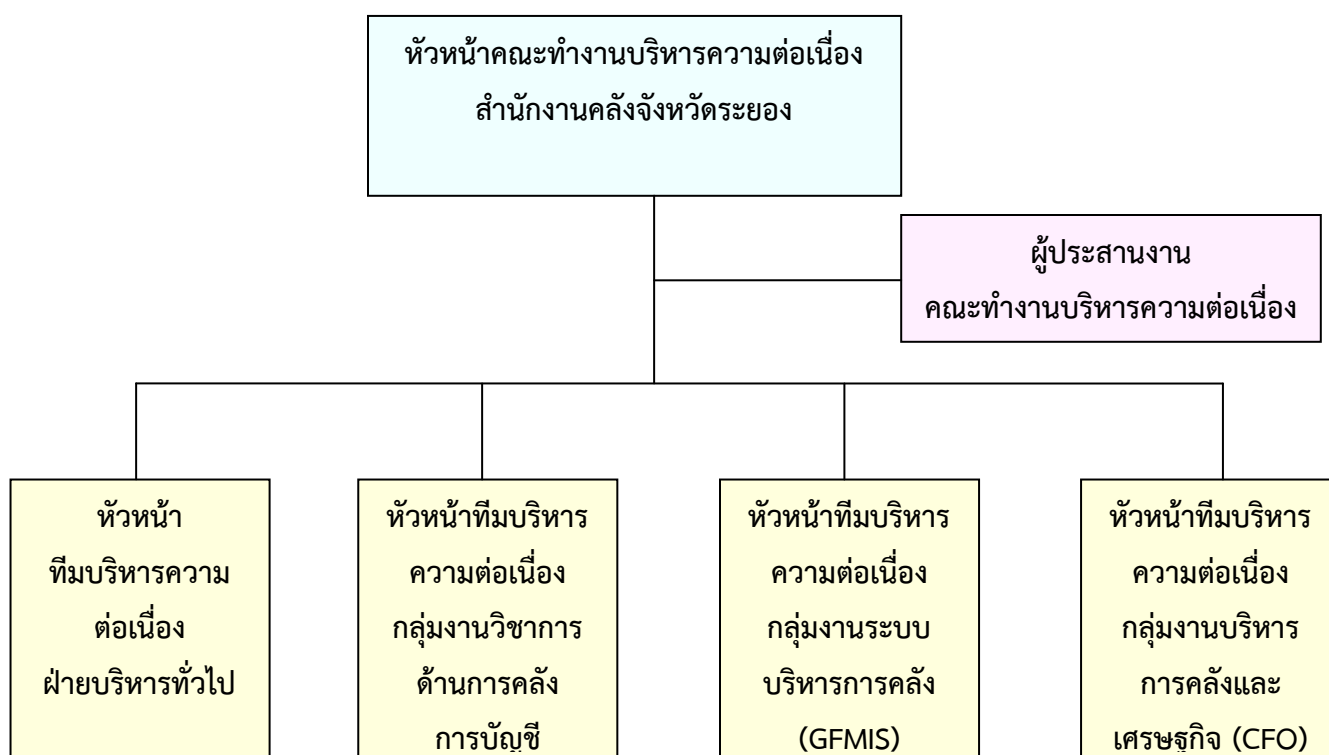 หัวหน้าคณะทำงานบริหารความต่อเนื่อง
สำนักงานคลังจังหวัดระยอง
ผู้ประสานงาน
คณะทำงานบริหารความต่อเนื่อง
หัวหน้า
ทีมบริหารความ
ต่อเนื่อง
ฝ่ายบริหารทั่วไป
หัวหน้าทีมบริหาร
ความต่อเนื่อง
กลุ่มงานวิชาการ
ด้านการคลัง
การบัญชี
หัวหน้าทีมบริหาร
ความต่อเนื่อง
กลุ่มงานระบบ
บริหารการคลัง
(GFMIS)
หัวหน้าทีมบริหาร
ความต่อเนื่อง
กลุ่มงานบริหาร
การคลังและ
เศรษฐกิจ (CFO)